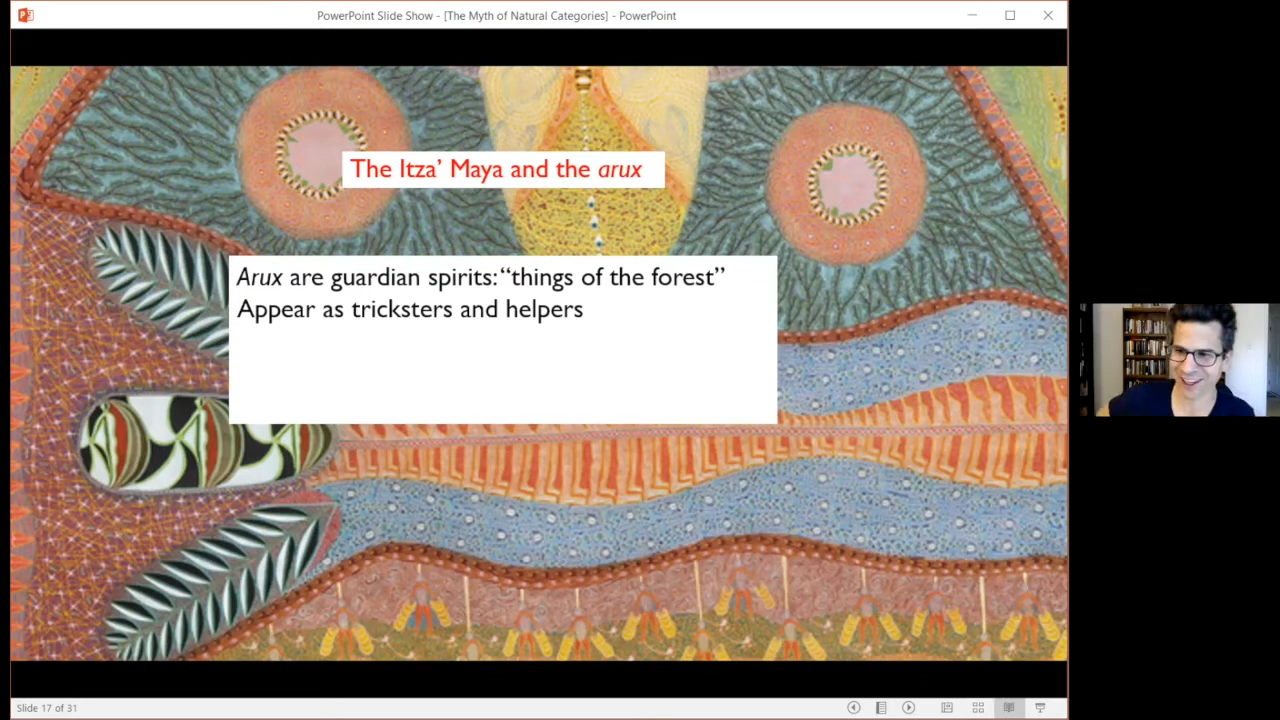 PowerPoint Slide Show - [The Myth of Natural Categories] - PowerPoint
The Itza’ Maya and the arux
Arux are guardian spirits: “things of the forest”
Appear as tricksters and helpers
Slide 17 of 31